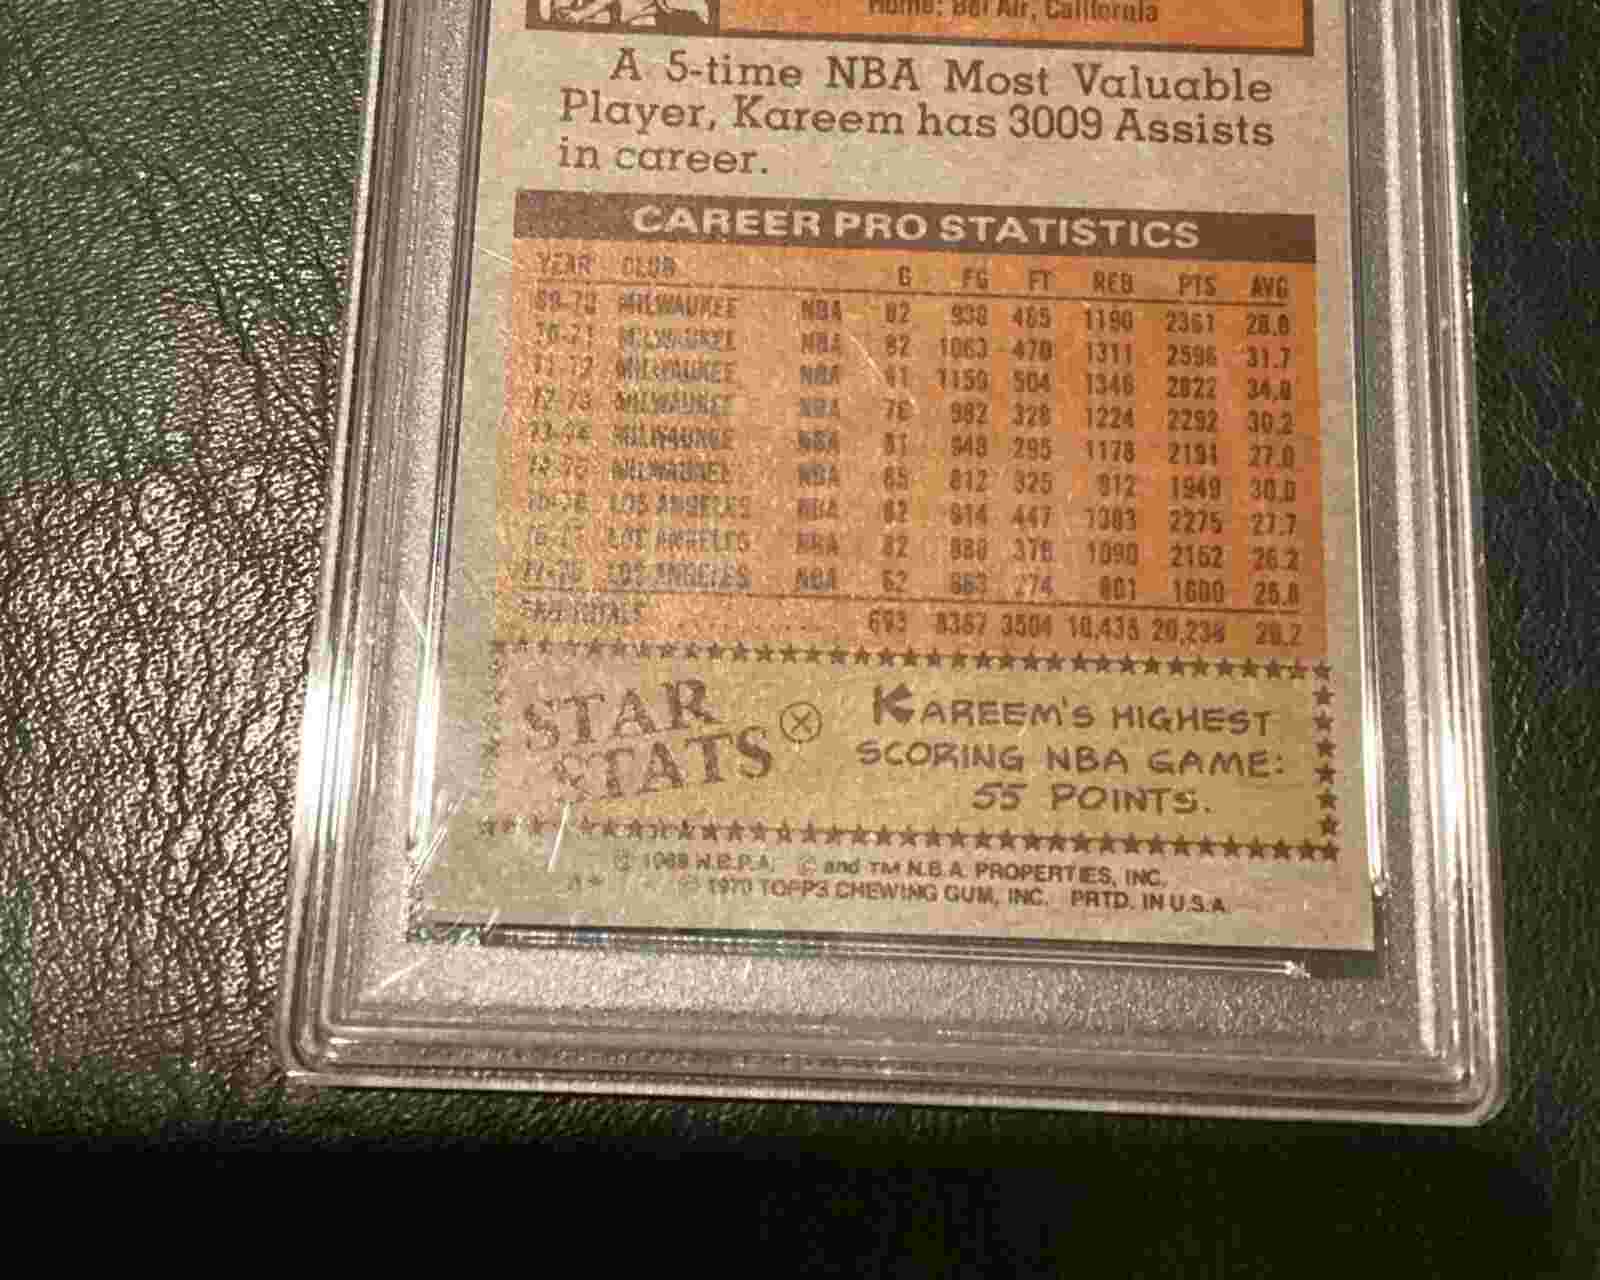 Home: Bel Air, California
A 5-time NBA Most Valuable
Player, Kareem has 3009 Assists
in career.
CAREER PRO STATISTICS
YEAR CLUB G FG FT REB PTS AVG
69-70 MILWAUKEE NBA 82 938 485 1190 2361 28.8
70-71 MILWAUKEE NBA 82 1063 470 1311 2596 31.7
71-72 MILWAUKEE NBA 81 1159 504 1346 2822 34.8
72-73 MILWAUKEE NBA 76 982 328 1224 2292 30.2
73-74 MILWAUKEE NBA 81 948 295 1178 2191 27.0
74-75 MILWAUKEE NBA 65 812 325 912 1949 30.0
75-76 LOS ANGELES NBA 82 914 447 1383 2275 27.7
76-77 LOS ANGELES NBA 82 888 376 1090 2152 26.2
77-78 LOS ANGELES NBA 62 663 274 801 1600 25.8
TOTALS 693 8367 3504 10,435 20,238 29.2
STAR
STATS
KAREEM'S HIGHEST
SCORING NBA GAME:
55 POINTS.
© and TM N.B.A. PROPERTIES, INC.
TOPPS CHEWING GUM, INC. PRTD. IN U.S.A.